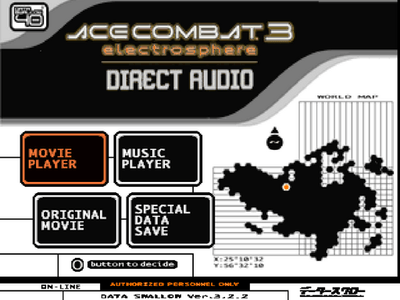 ACE COMBAT 3
electrosphere
DIRECT AUDIO
WORLD MAP
MOVIE
PLAYER
MUSIC
PLAYER
ORIGINAL
MOVIE
SPECIAL
DATA
SAVE
X:25°10'32
Y:56°32'10
button to decide
ON-LINE
AUTHORIZED PERSONNEL ONLY
DATA SWALLOW Ver.3.2.2
データースワロー